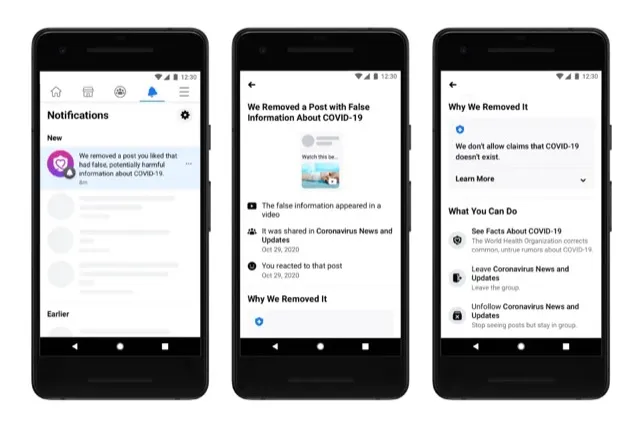 12:30
Notifications
New
We removed a post you liked that
had false, potentially harmful
information about COVID-19.
8m
Earlier
12:30
We Removed a Post with False
Information About COVID-19
Watch this be...
The false information appeared in a
video
It was shared in Coronavirus News and
Updates
Oct 29, 2020
You reacted to that post
Oct 29, 2020
Why We Removed It
12:30
Why We Removed It
We don't allow claims that COVID-19
doesn't exist.
Learn More
What You Can Do
See Facts About COVID-19
The World Health Organization corrects
common, untrue rumors about COVID-19.
Leave Coronavirus News and
Updates
Leave the group.
Unfollow Coronavirus News and
Updates
Stop seeing posts but stay in group.